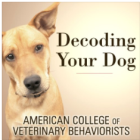 Decoding
Your Dog
AMERICAN COLLEGE of
VETERINARY BEHAVIORISTS